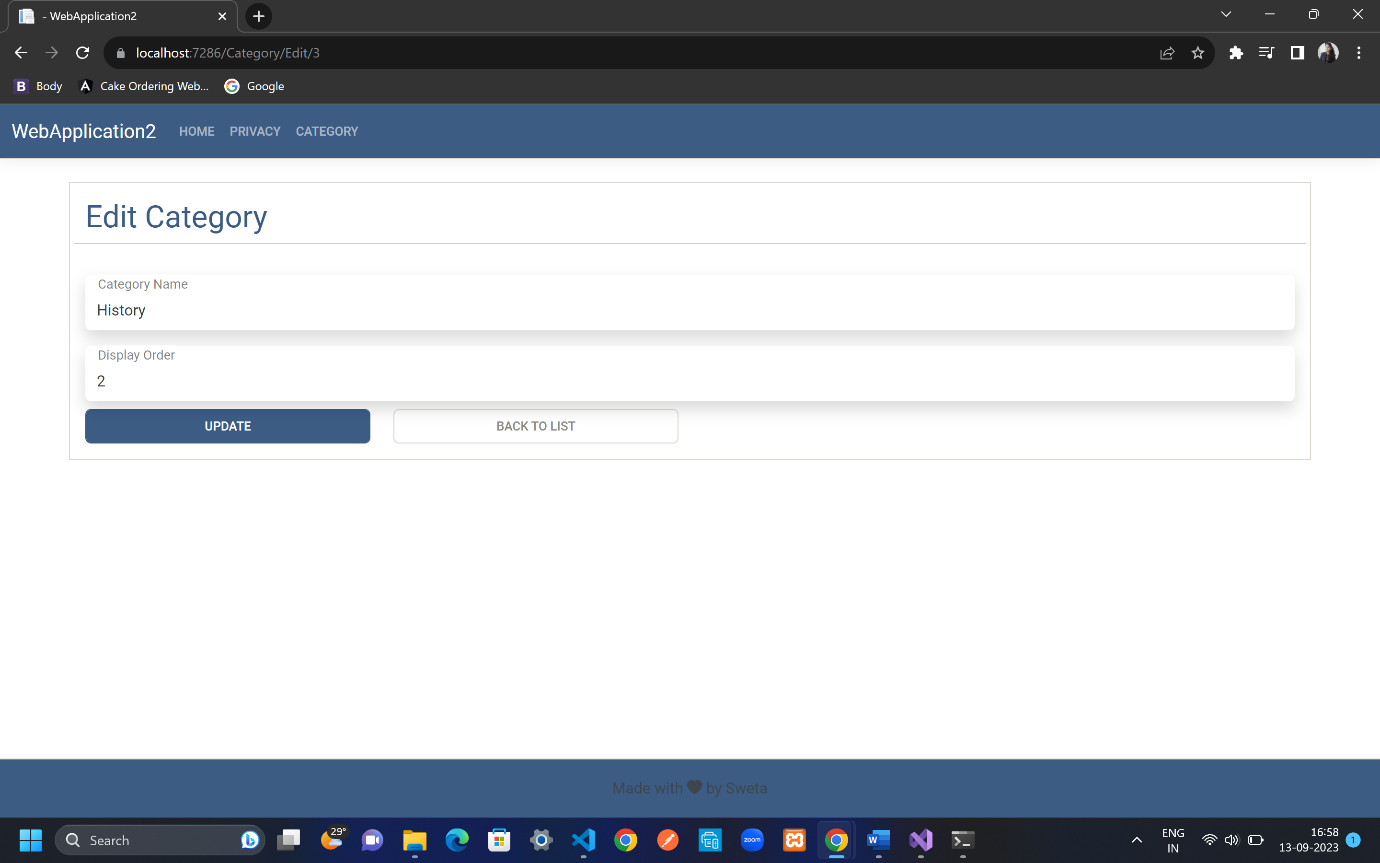 - WebApplication2
localhost:7286/Category/Edit/3
B Body A Cake Ordering Web... G Google
WebApplication2 HOME PRIVACY CATEGORY
Edit Category
Category Name
History
Display Order
2
UPDATE BACK TO LIST
Made with by Sweta
Search 29° zoom W ENG 16:58
IN 13-09-2023 1